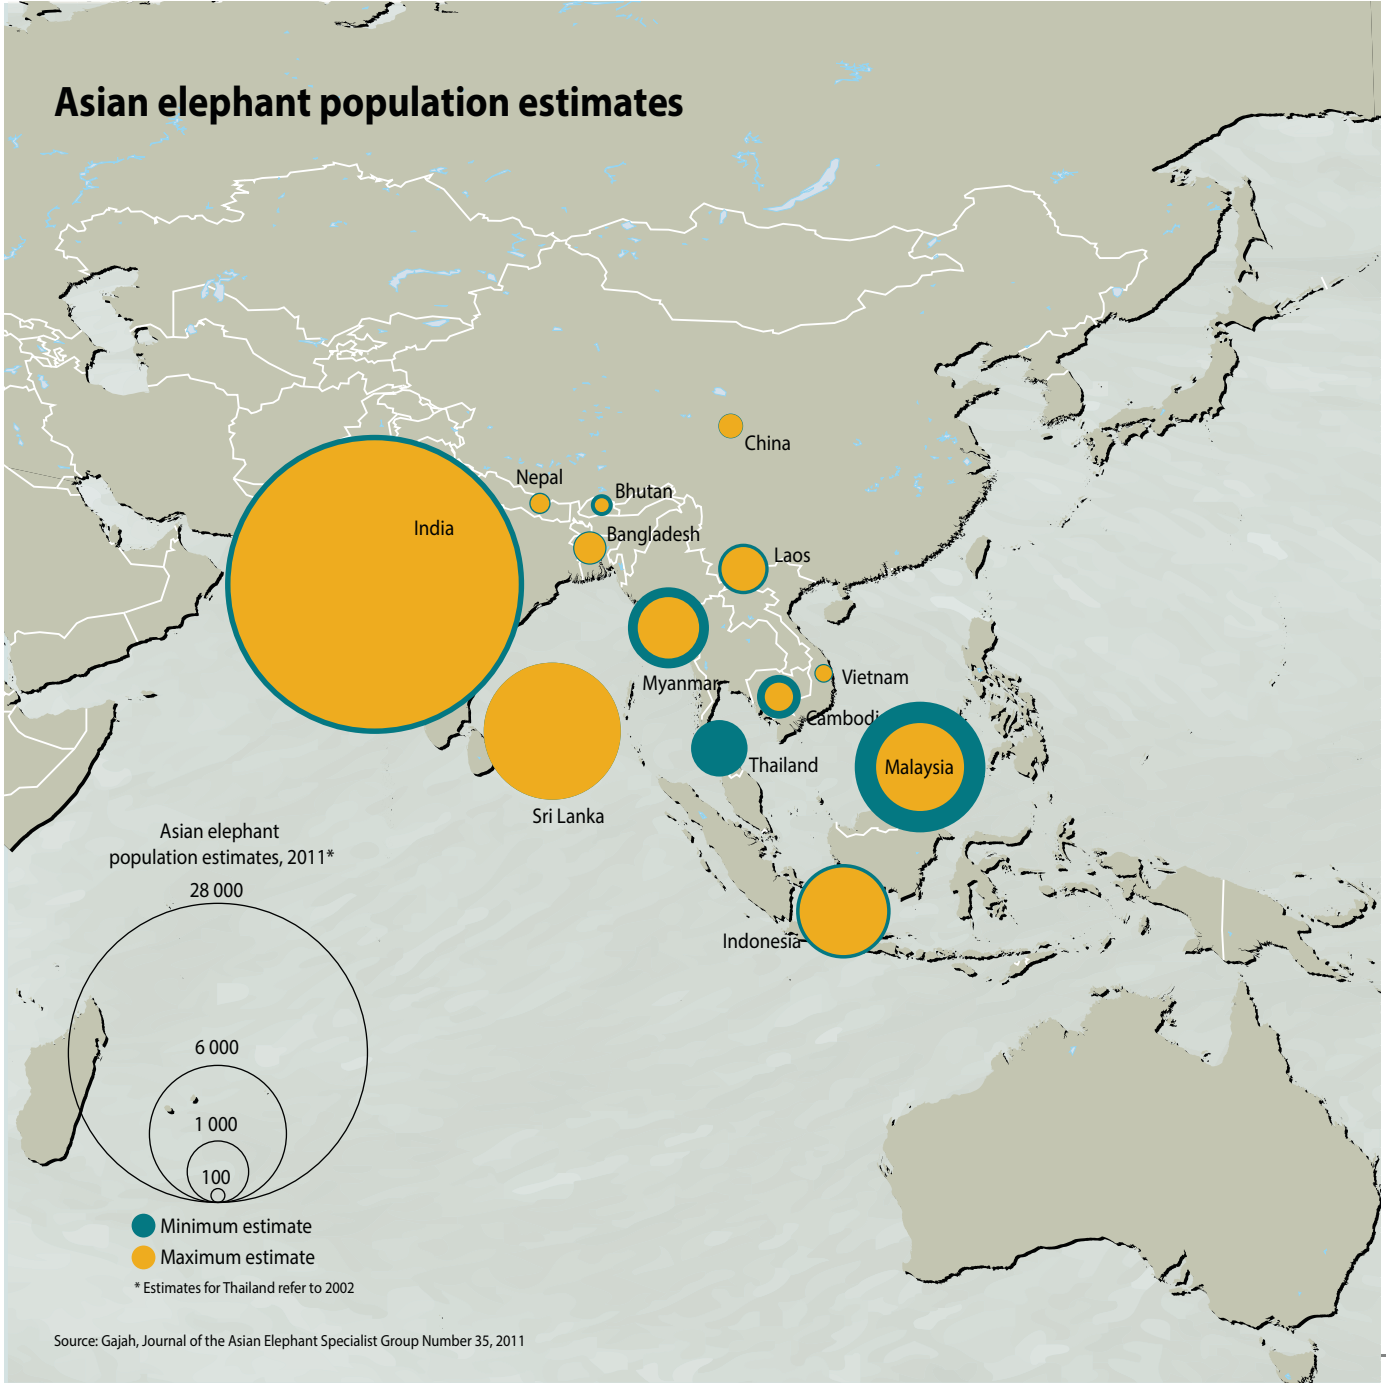 Asian elephant population estimates
China
Nepal
Bhutan
India
Bangladesh
Laos
Myanmar
Vietnam
Cambodi
Thailand
Malaysia
Sri Lanka
Indonesia
Asian elephant
population estimates, 2011*
28 000
6 000
1 000
100
Minimum estimate
Maximum estimate
* Estimates for Thailand refer to 2002
Source: Gajah, Journal of the Asian Elephant Specialist Group Number 35, 2011